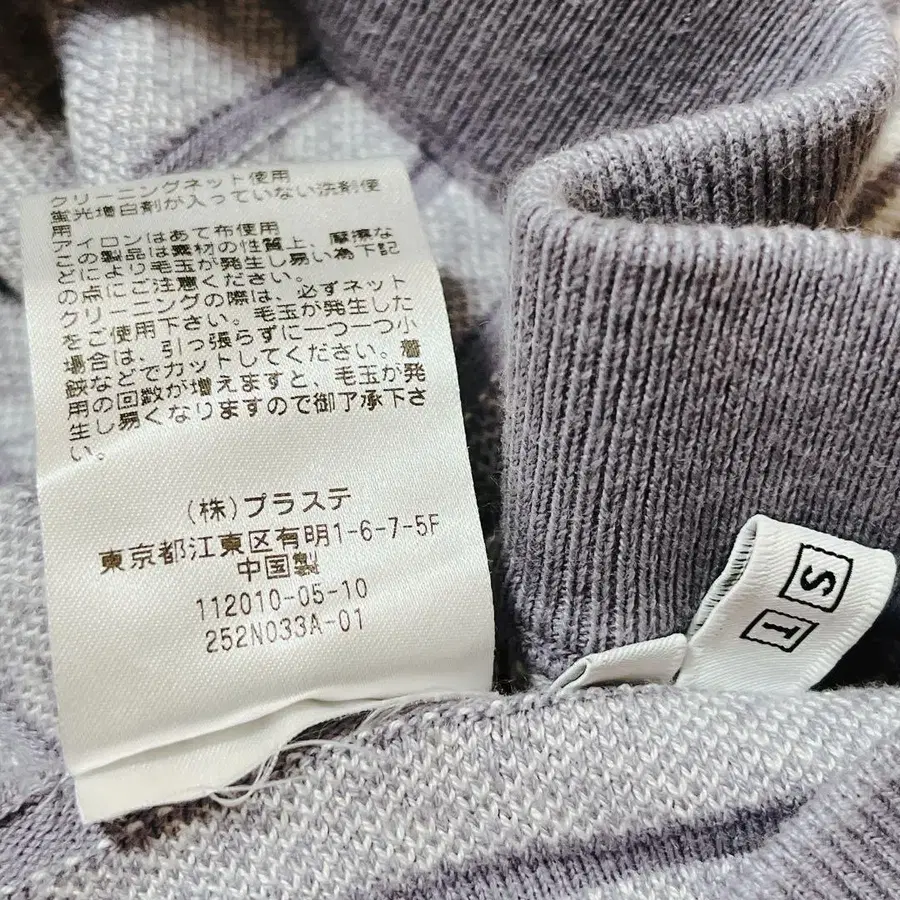 クリーニングネット使用
蛍光増白剤が入っていない洗剤使
用
アイロンはあて布使用
この製品は素材の性質上、摩擦な
どにより毛玉が発生し易い為下記
の点にご注意ください。
クリーニングの際は、必ずネット
をご使用下さい。毛玉が発生した
場合は、引っ張らずに一つ一つ小
鋏などでカットしてください。着
用の回数が増えますと、毛玉が発
生し易くなりますので御了承下さ
い。
(株)プラステ
東京都江東区有明1-6-7-5F
中国製
112010-05-10
252N033A-01
S
T